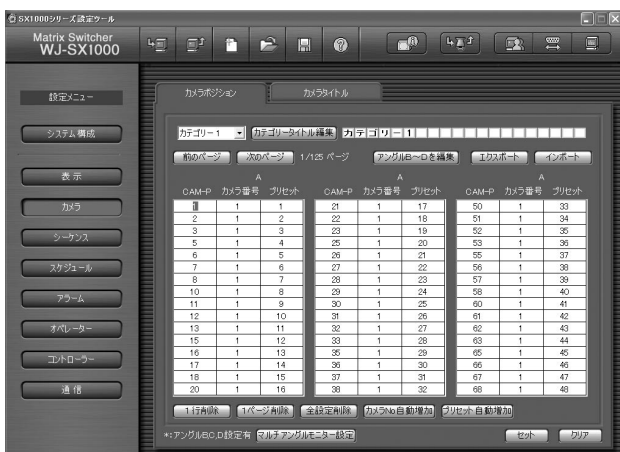 SX1000シリーズ設定ツール
Matrix Switcher
WJ-SX1000
設定メニュー
システム構成
表示
カメラ
シーケンス
スケジュール
アラーム
オペレーター
コントローラー
通信
カメラポジション カメラタイトル
カテゴリー1 カテゴリータイトル編集 カテゴリー1
前のページ 次のページ 1/125 ページ アングルB～Dを編集 エクスポート インポート
A A A
CAM-P カメラ番号 プリセット CAM-P カメラ番号 プリセット CAM-P カメラ番号 プリセット
1 1 1 21 1 17 50 1 33
2 1 2 22 1 18 51 1 34
3 1 3 23 1 19 52 1 35
5 1 4 25 1 20 53 1 36
6 1 5 26 1 21 55 1 37
7 1 6 27 1 22 56 1 38
8 1 7 28 1 23 57 1 39
10 1 8 29 1 24 58 1 40
11 1 9 30 1 25 60 1 41
12 1 10 31 1 26 61 1 42
13 1 11 32 1 27 62 1 43
15 1 12 33 1 28 63 1 44
16 1 13 35 1 29 65 1 45
17 1 14 36 1 30 66 1 46
18 1 15 37 1 31 67 1 47
20 1 16 38 1 32 68 1 48
1行削除 1ページ削除 全設定削除 カメラNo自動増加 プリセット自動増加
*:アングルB,C,D設定有 マルチアングルモニター設定 セット クリア